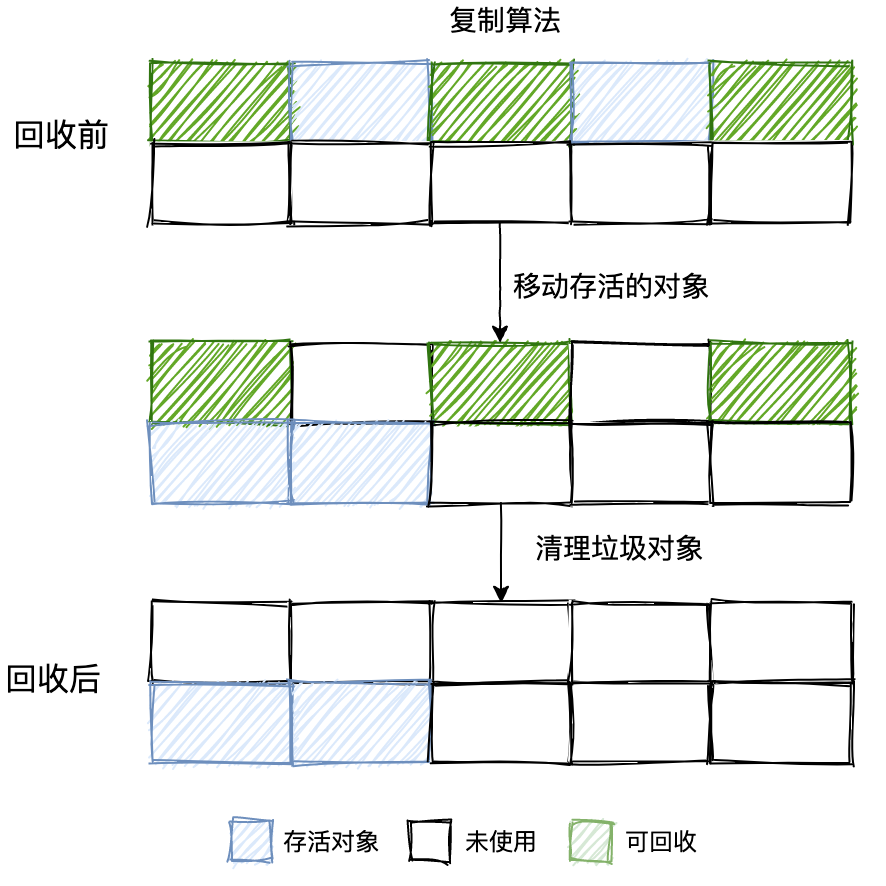 复制算法
回收前
移动存活的对象
清理垃圾对象
回收后
存活对象
未使用
可回收